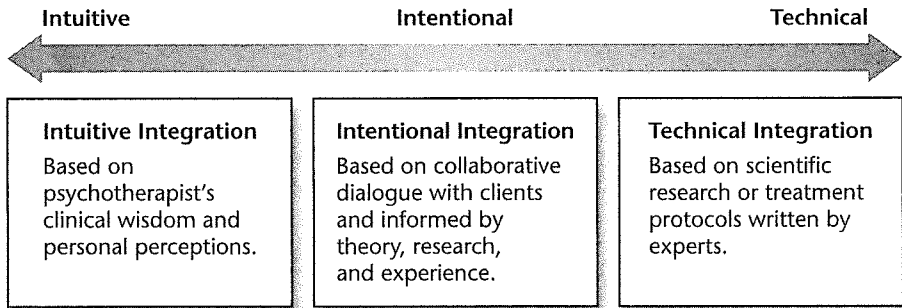 Intuitive
Intentional
Technical
Intuitive Integration
Based on
psychotherapist's
clinical wisdom and
personal perceptions.
Intentional Integration
Based on collaborative
dialogue with clients
and informed by
theory, research,
and experience.
Technical Integration
Based on scientific
research or treatment
protocols written by
experts.